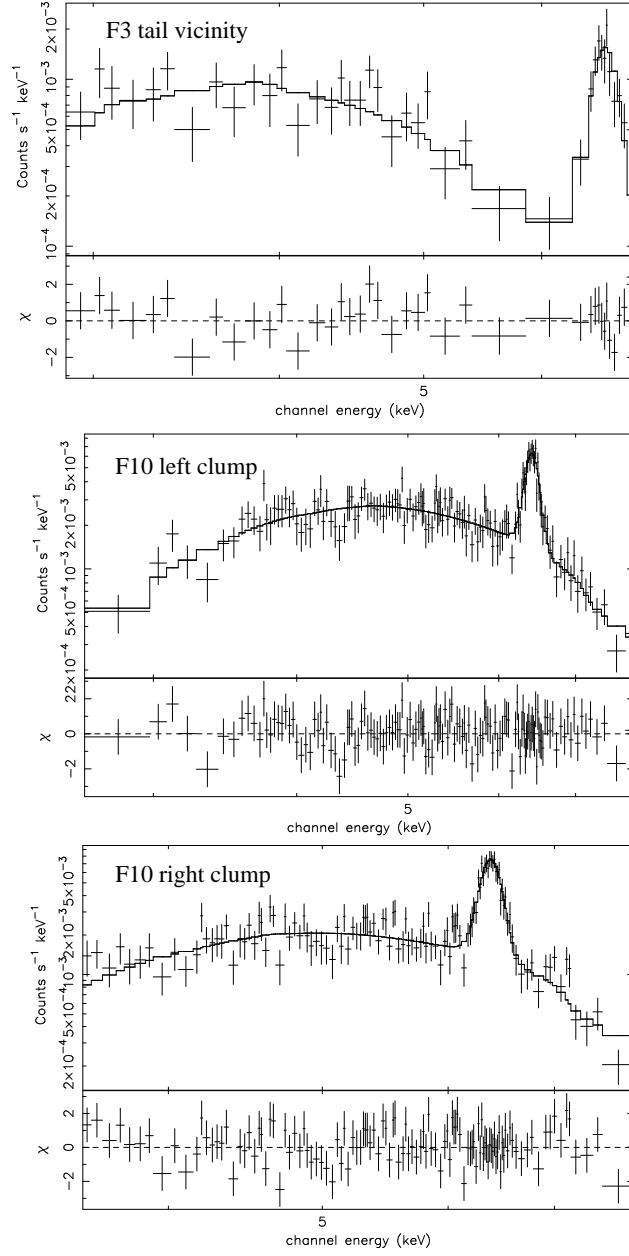 F3 tail vicinity
Counts s⁻¹ keV⁻¹
10⁻⁴
2×10⁻⁴
5×10⁻⁴
10⁻³
2×10⁻³
χ
−2
0
2
5
channel energy (keV)
F10 left clump
Counts s⁻¹ keV⁻¹
2×10⁻⁴
5×10⁻⁴
10⁻³
2×10⁻³
5×10⁻³
χ
−2
0
2
5
channel energy (keV)
F10 right clump
Counts s⁻¹ keV⁻¹
2×10⁻⁴
5×10⁻⁴
10⁻³
2×10⁻³
5×10⁻³
χ
−2
0
2
5
channel energy (keV)